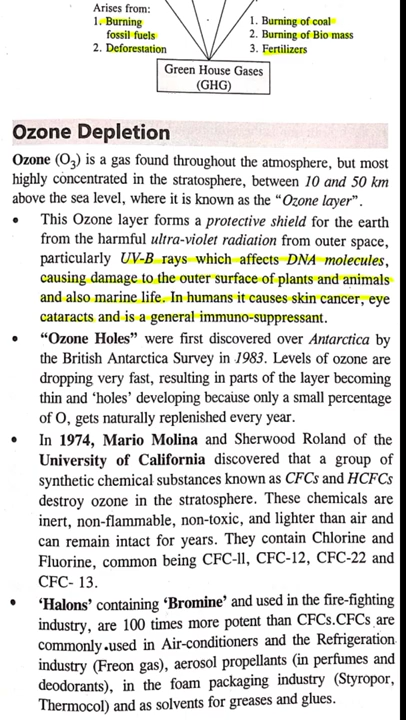 Arises from:
1. Burning
fossil fuels
2. Deforestation
1. Burning of coal
2. Burning of Bio mass
3. Fertilizers
Green House Gases
(GHG)
Ozone Depletion
Ozone (O₃) is a gas found throughout the atmosphere, but most
highly concentrated in the stratosphere, between 10 and 50 km
above the sea level, where it is known as the “Ozone layer”.
• This Ozone layer forms a protective shield for the earth
from the harmful ultra-violet radiation from outer space,
particularly UV-B rays which affects DNA molecules,
causing damage to the outer surface of plants and animals
and also marine life. In humans it causes skin cancer, eye
cataracts and is a general immuno-suppressant.
• “Ozone Holes” were first discovered over Antarctica by
the British Antarctica Survey in 1983. Levels of ozone are
dropping very fast, resulting in parts of the layer becoming
thin and ‘holes’ developing because only a small percentage
of O, gets naturally replenished every year.
• In 1974, Mario Molina and Sherwood Roland of the
University of California discovered that a group of
synthetic chemical substances known as CFCs and HCFCs
destroy ozone in the stratosphere. These chemicals are
inert, non-flammable, non-toxic, and lighter than air and
can remain intact for years. They contain Chlorine and
Fluorine, common being CFC-ll, CFC-12, CFC-22 and
CFC- 13.
• ‘Halons’ containing ‘Bromine’ and used in the fire-fighting
industry, are 100 times more potent than CFCs.CFCs are
commonly used in Air-conditioners and the Refrigeration
industry (Freon gas), aerosol propellants (in perfumes and
deodorants), in the foam packaging industry (Styropor,
Thermocol) and as solvents for greases and glues.